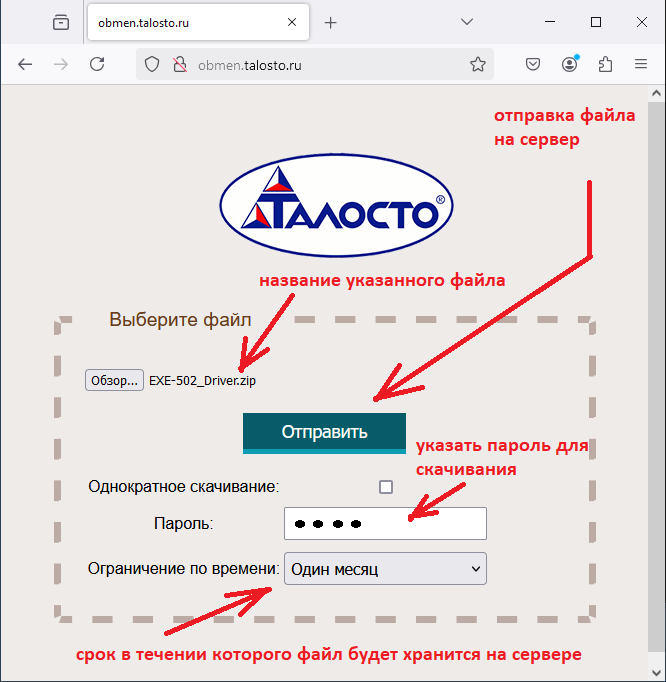 obmen.talosto.ru
obmen.talosto.ru
отправка файла
на сервер
ТАЛОСТО®
название указанного файла
Выберите файл
Обзор... EXE-502_Driver.zip
Отправить
указать пароль для
скачивания
Однократное скачивание:
Пароль:
Ограничение по времени: Один месяц
срок в течении которого файл будет хранится на сервере